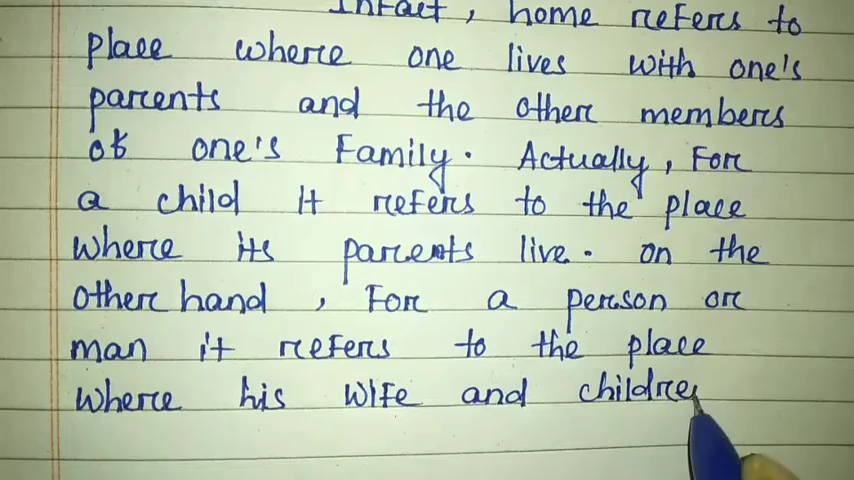 Infact, home refers to
place where one lives with one's
parents and the other members
of one's Family. Actually, For
a child It refers to the place
where its parents live. on the
other hand, For a person or
man it refers to the place
where his wife and childre